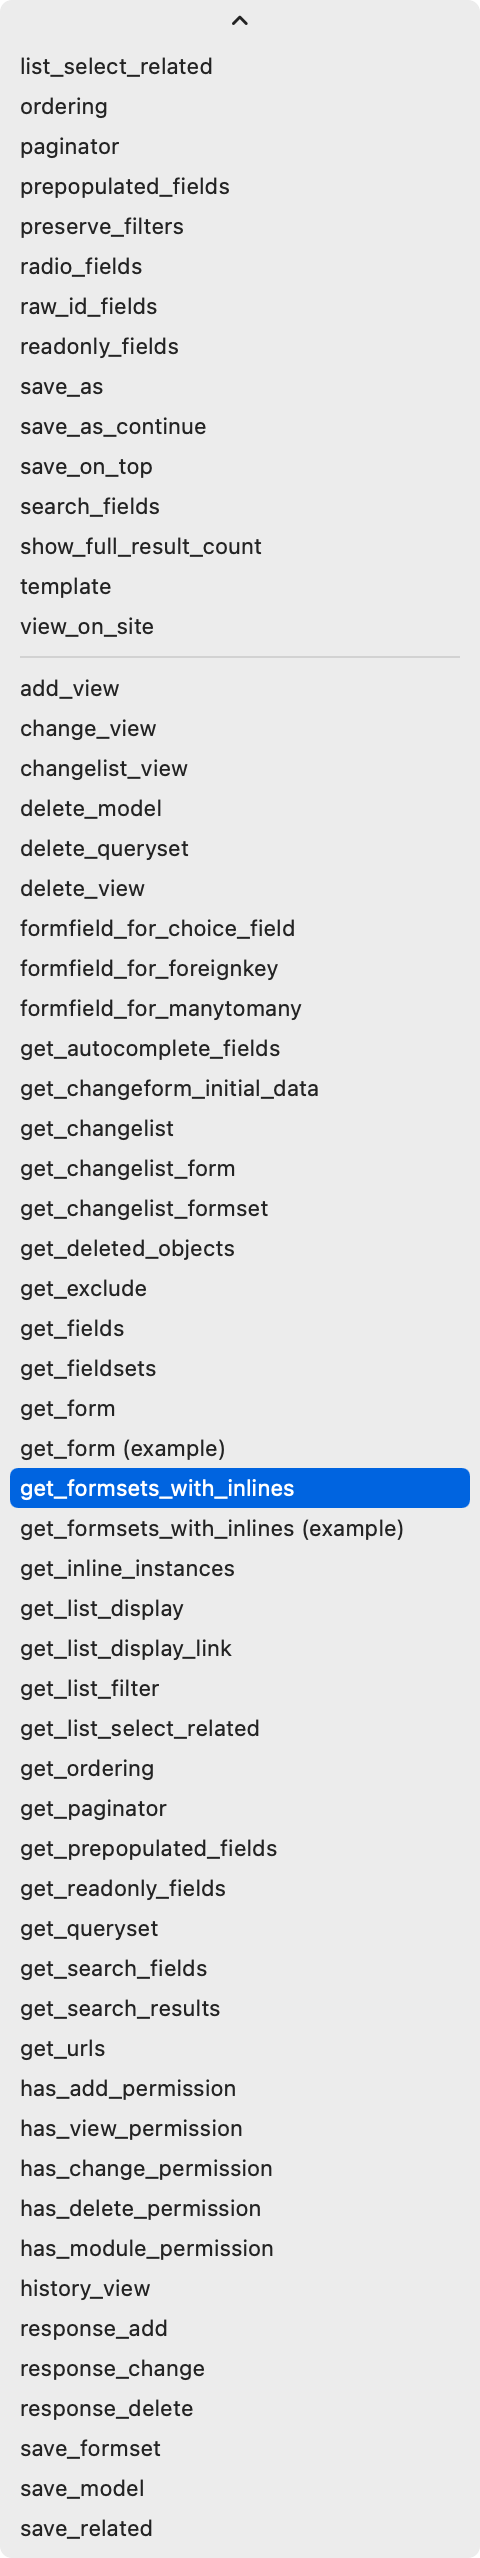 list_select_related
ordering
paginator
prepopulated_fields
preserve_filters
radio_fields
raw_id_fields
readonly_fields
save_as
save_as_continue
save_on_top
search_fields
show_full_result_count
template
view_on_site
add_view
change_view
changelist_view
delete_model
delete_queryset
delete_view
formfield_for_choice_field
formfield_for_foreignkey
formfield_for_manytomany
get_autocomplete_fields
get_changeform_initial_data
get_changelist
get_changelist_form
get_changelist_formset
get_deleted_objects
get_exclude
get_fields
get_fieldsets
get_form
get_form (example)
get_formsets_with_inlines
get_formsets_with_inlines (example)
get_inline_instances
get_list_display
get_list_display_link
get_list_filter
get_list_select_related
get_ordering
get_paginator
get_prepopulated_fields
get_readonly_fields
get_queryset
get_search_fields
get_search_results
get_urls
has_add_permission
has_view_permission
has_change_permission
has_delete_permission
has_module_permission
history_view
response_add
response_change
response_delete
save_formset
save_model
save_related